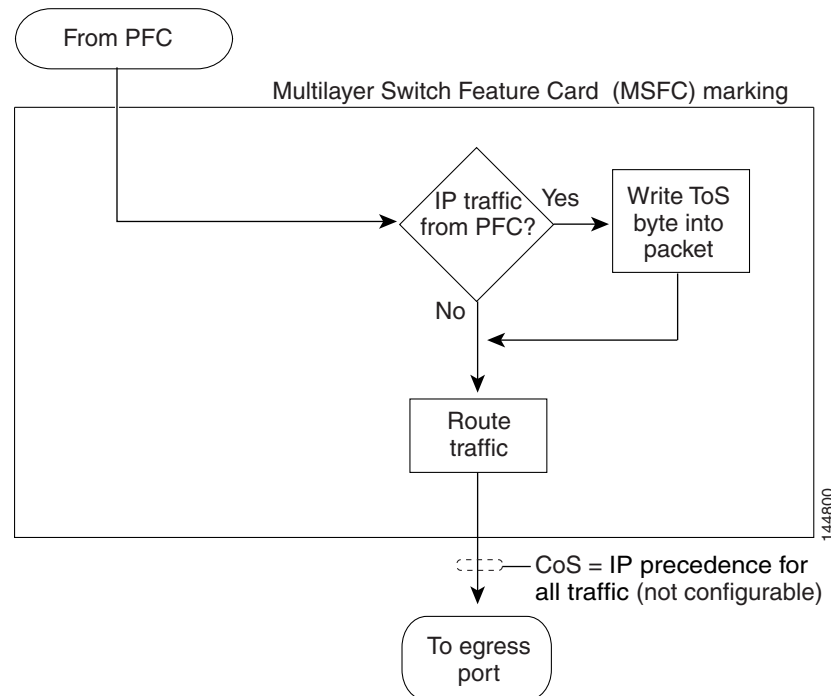 From PFC
Multilayer Switch Feature Card (MSFC) marking
IP traffic
from PFC?
Yes
Write ToS
byte into
packet
No
Route
traffic
144800
CoS = IP precedence for
all traffic (not configurable)
To egress
port